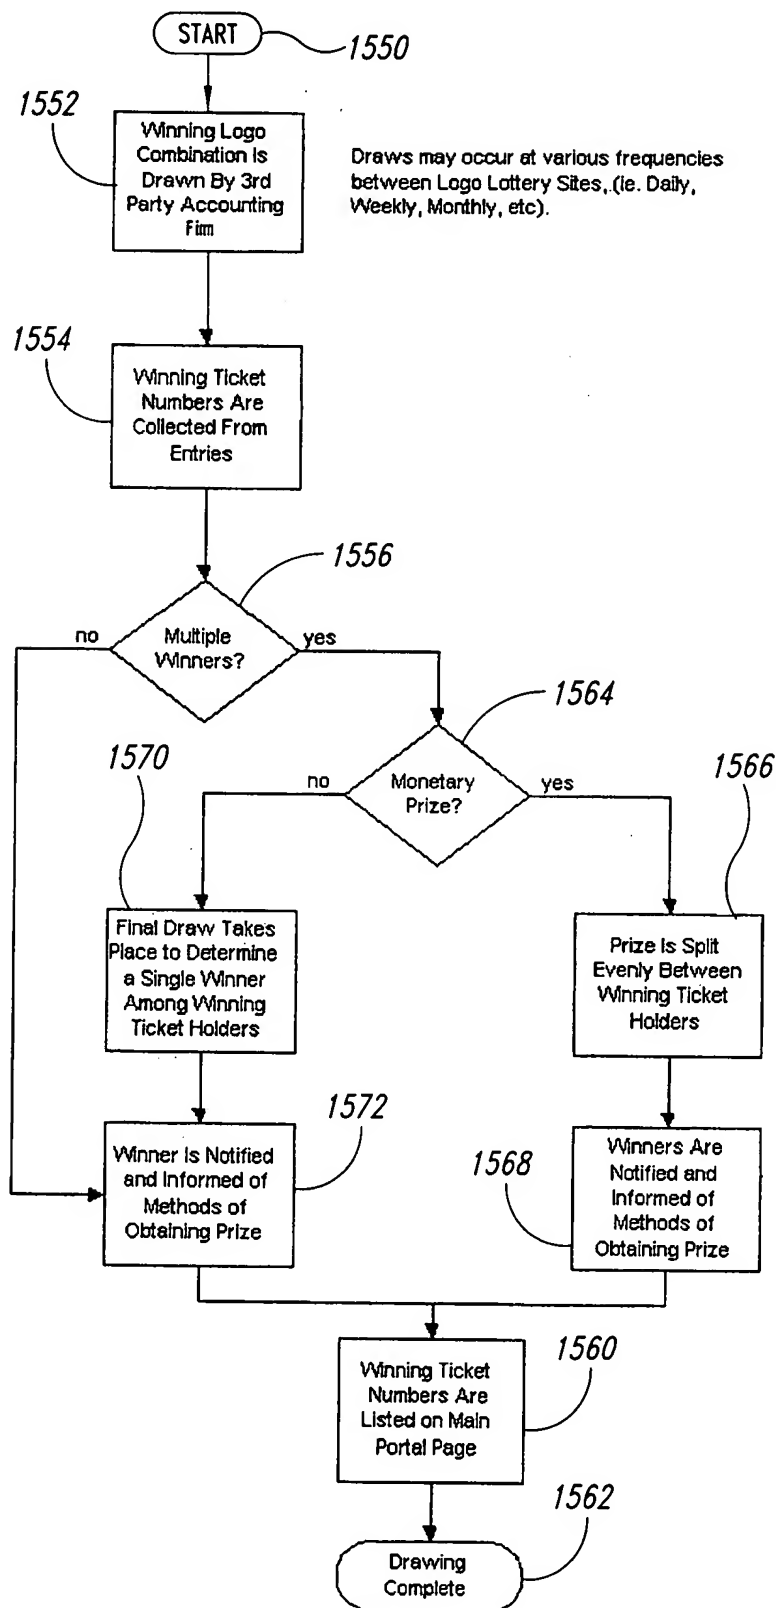 START
1550
1552
Winning Logo
Combination Is
Drawn By 3rd
Party Accounting
Firm
Draws may occur at various frequencies
between Logo Lottery Sites,.(ie. Daily,
Weekly, Monthly, etc).
1554
Winning Ticket
Numbers Are
Collected From
Entries
1556
no
Multiple
Winners?
yes
1564
1570
no
Monetary
Prize?
yes
1566
Final Draw Takes
Place to Determine
a Single Winner
Among Winning
Ticket Holders
Prize Is Split
Evenly Between
Winning Ticket
Holders
1572
Winner Is Notified
and Informed of
Methods of
Obtaining Prize
1568
Winners Are
Notified and
Informed of
Methods of
Obtaining Prize
1560
Winning Ticket
Numbers Are
Listed on Main
Portal Page
1562
Drawing
Complete